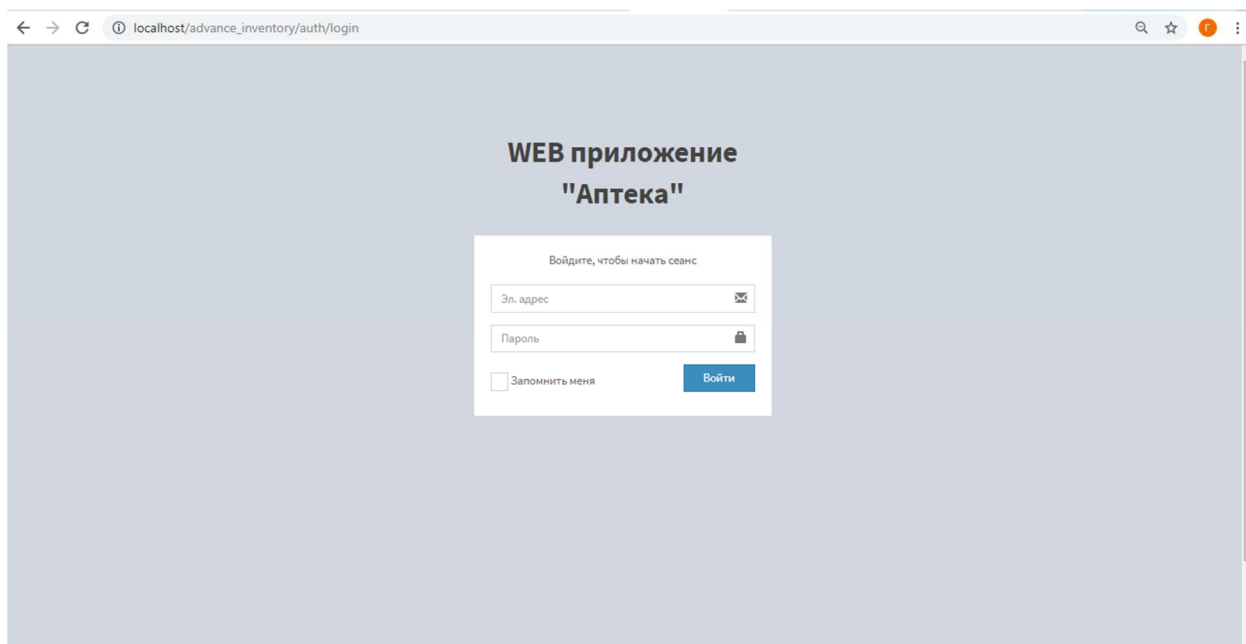 localhost/advance_inventory/auth/login
Г
WEB приложение
"Аптека"
Войдите, чтобы начать сеанс
Эл. адрес
Пароль
Запомнить меня
Войти